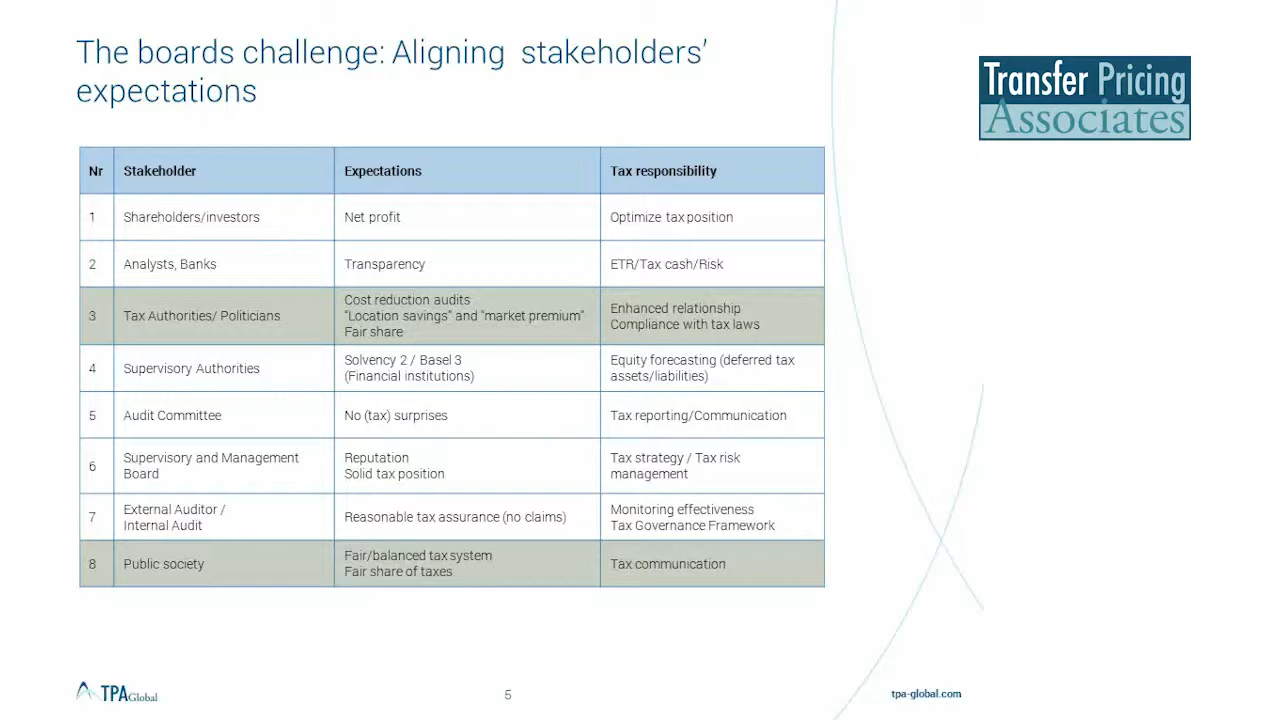 The boards challenge: Aligning stakeholders’
expectations
Transfer Pricing
Associates
Nr Stakeholder Expectations Tax responsibility
1 Shareholders/investors Net profit Optimize tax position
2 Analysts, Banks Transparency ETR/Tax cash/Risk
3 Tax Authorities/ Politicians
Cost reduction audits
“Location savings” and “market premium”
Fair share
Enhanced relationship
Compliance with tax laws
4 Supervisory Authorities
Solvency 2 / Basel 3
(Financial institutions)
Equity forecasting (deferred tax
assets/liabilities)
5 Audit Committee No (tax) surprises Tax reporting/Communication
6
Supervisory and Management
Board
Reputation
Solid tax position
Tax strategy / Tax risk
management
7
External Auditor /
Internal Audit
Reasonable tax assurance (no claims)
Monitoring effectiveness
Tax Governance Framework
8 Public society
Fair/balanced tax system
Fair share of taxes
Tax communication
TPA Global
5
tpa-global.com